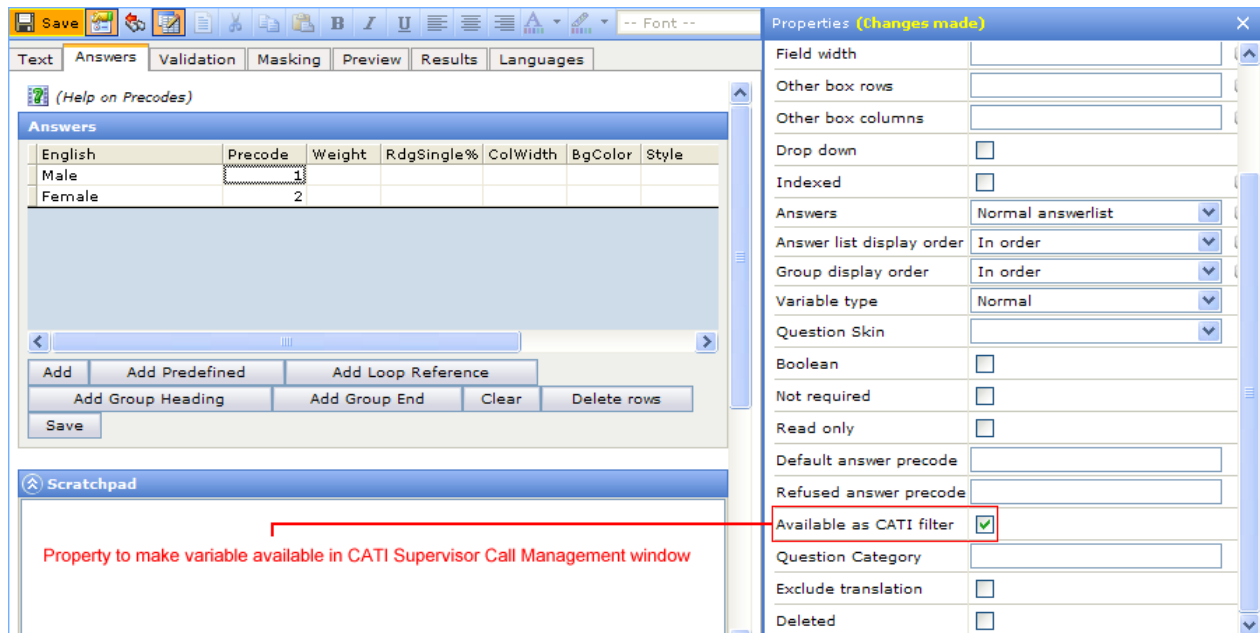 Save
B I U
-- Font --
Text Answers Validation Masking Preview Results Languages
(Help on Precodes)
Answers
English Precode Weight RdgSingle% ColWidth BgColor Style
Male 1
Female 2
Add Add Predefined Add Loop Reference
Add Group Heading Add Group End Clear Delete rows
Save
Scratchpad
Property to make variable available in CATI Supervisor Call Management window
Properties (Changes made)
Field width
Other box rows
Other box columns
Drop down
Indexed
Answers Normal answerlist
Answer list display order In order
Group display order In order
Variable type Normal
Question Skin
Boolean
Not required
Read only
Default answer precode
Refused answer precode
Available as CATI filter
Question Category
Exclude translation
Deleted